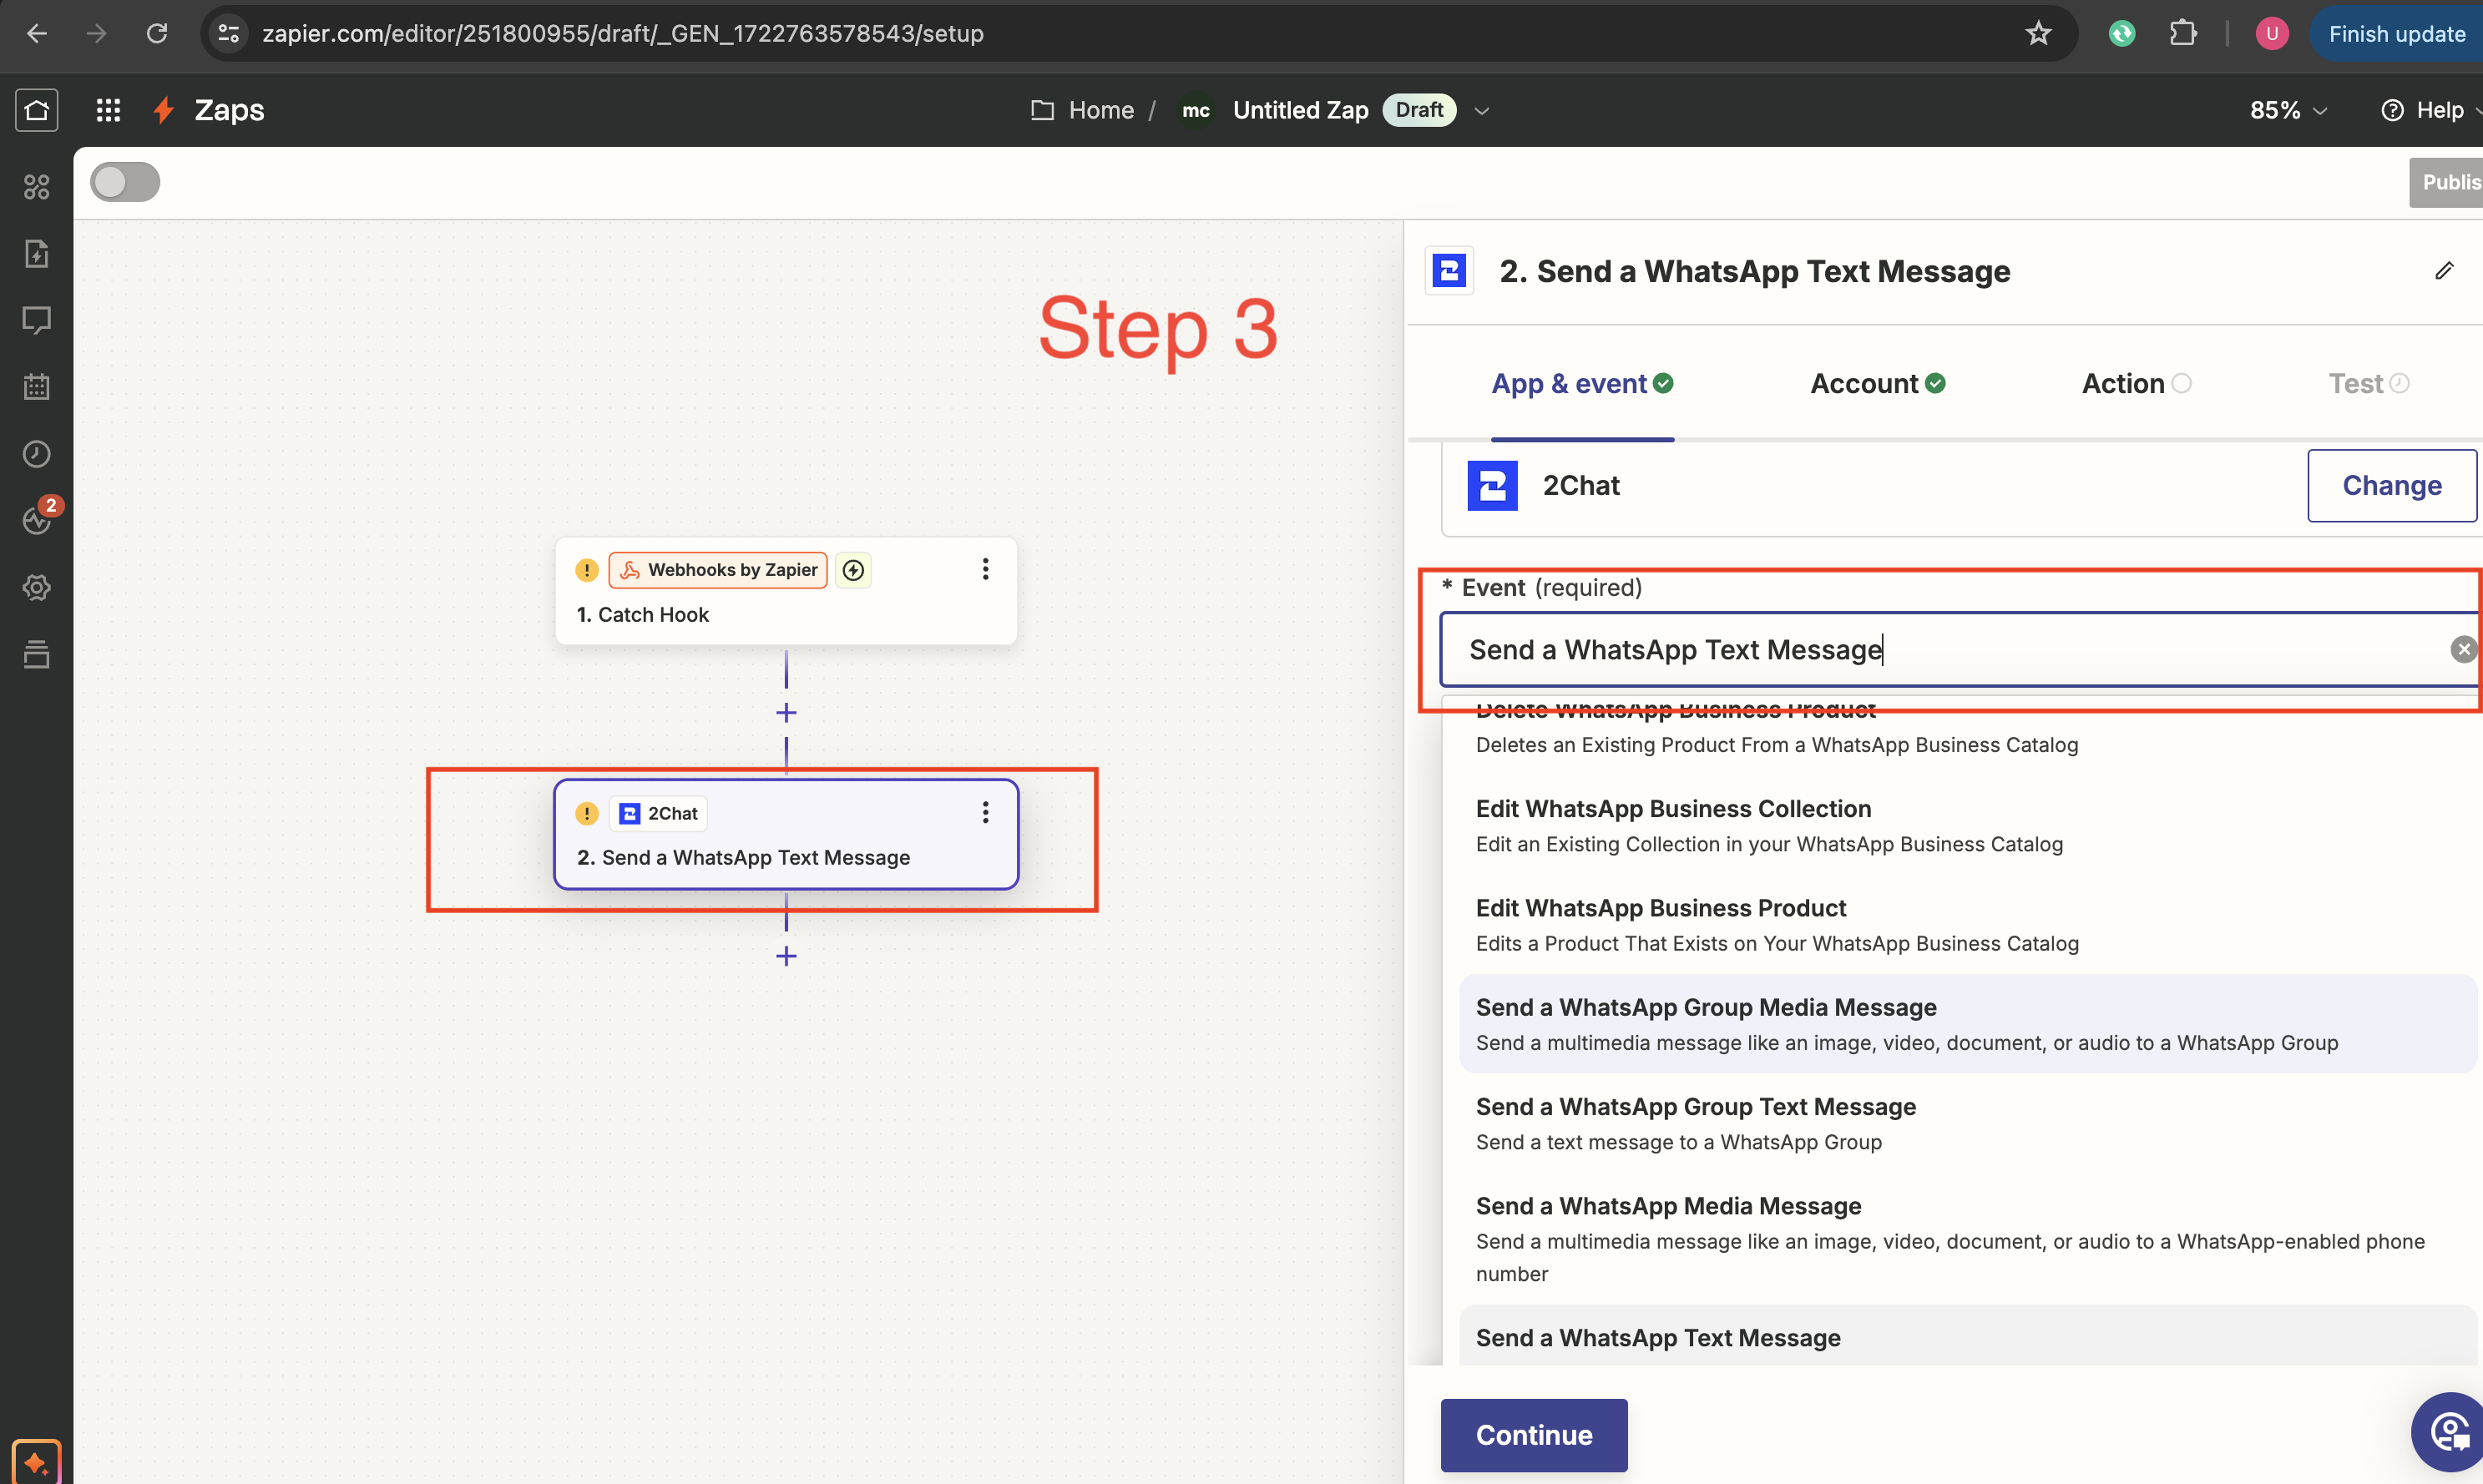 zapier.com/editor/251800955/draft/_GEN_1722763578543/setup
U
Finish update
Zaps
Home / mc Untitled Zap Draft
85%
Help
Publis
2
Step 3
Webhooks by Zapier
1. Catch Hook
2Chat
2. Send a WhatsApp Text Message
2. Send a WhatsApp Text Message
App & event
Account
Action
Test
2Chat
Change
* Event (required)
Send a WhatsApp Text Message
Delete WhatsApp Business Product
Deletes an Existing Product From a WhatsApp Business Catalog
Edit WhatsApp Business Collection
Edit an Existing Collection in your WhatsApp Business Catalog
Edit WhatsApp Business Product
Edits a Product That Exists on Your WhatsApp Business Catalog
Send a WhatsApp Group Media Message
Send a multimedia message like an image, video, document, or audio to a WhatsApp Group
Send a WhatsApp Group Text Message
Send a text message to a WhatsApp Group
Send a WhatsApp Media Message
Send a multimedia message like an image, video, document, or audio to a WhatsApp-enabled phone
number
Send a WhatsApp Text Message
Continue